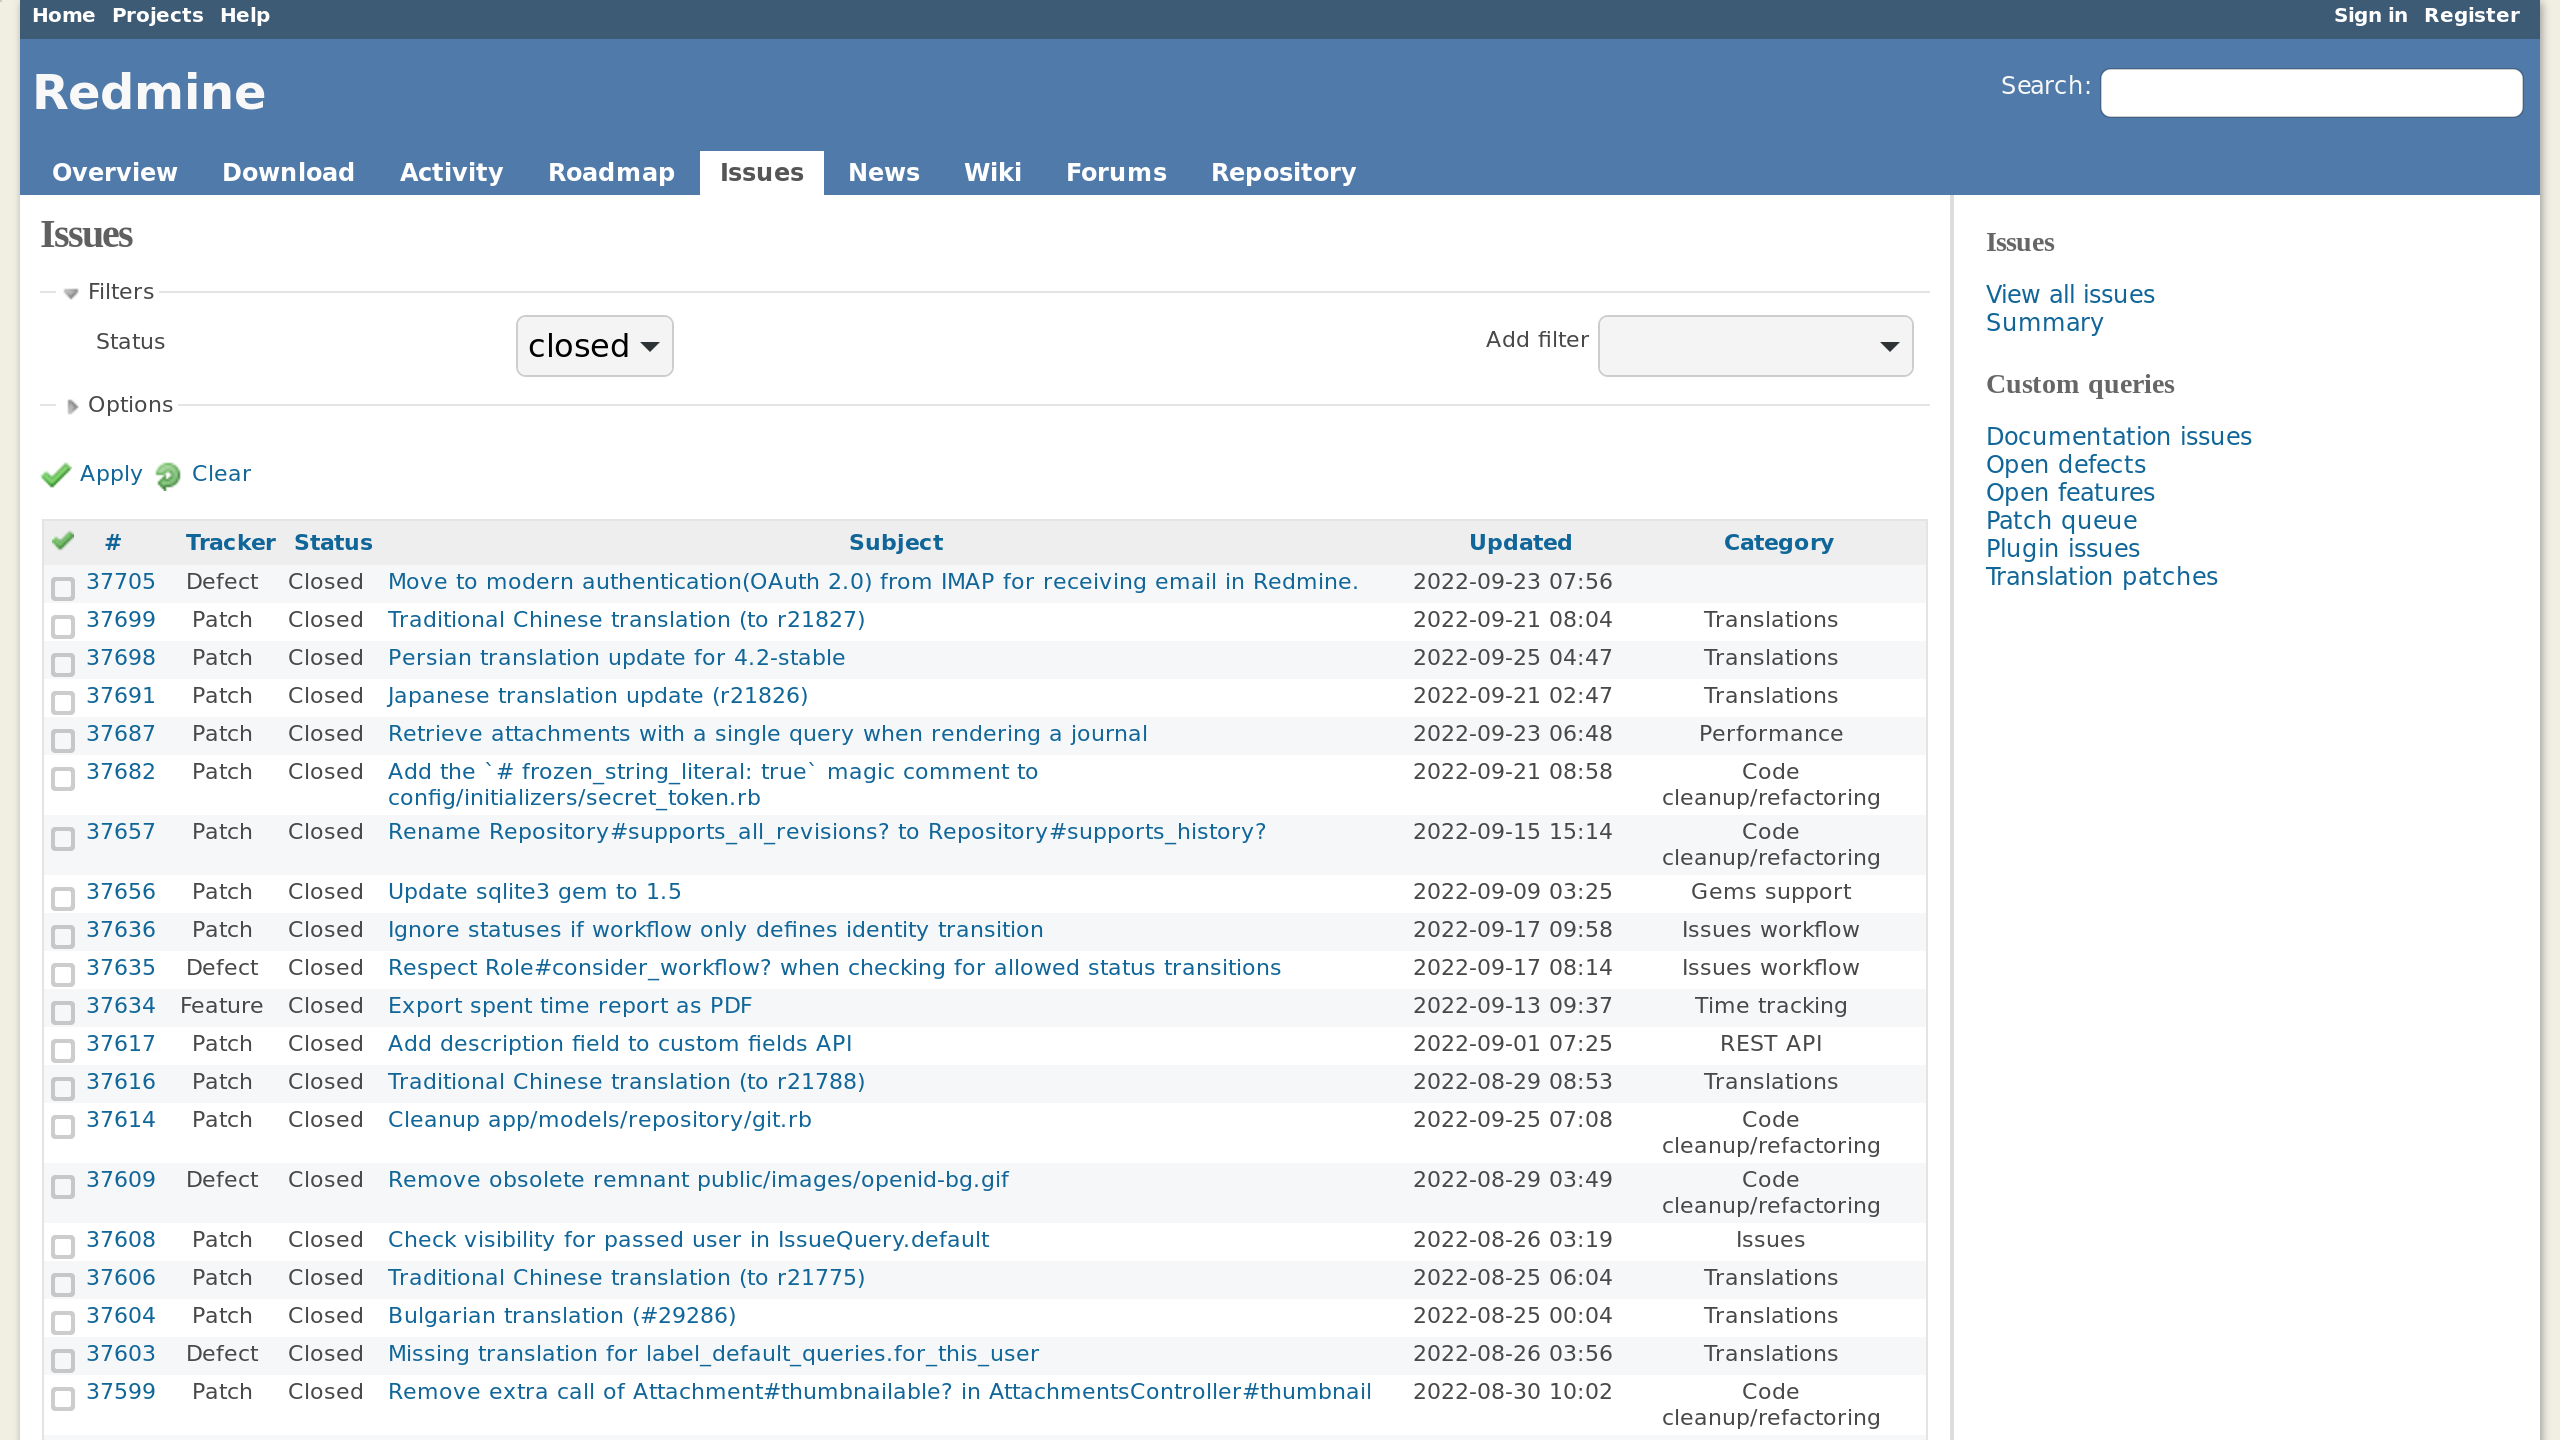 Home Projects Help Sign in Register
Redmine Search:
Overview Download Activity Roadmap Issues News Wiki Forums Repository
Issues
Filters
Status closed Add filter
Options
Apply Clear
# Tracker Status Subject Updated Category
37705 Defect Closed Move to modern authentication(OAuth 2.0) from IMAP for receiving email in Redmine. 2022-09-23 07:56
37699 Patch Closed Traditional Chinese translation (to r21827) 2022-09-21 08:04 Translations
37698 Patch Closed Persian translation update for 4.2-stable 2022-09-25 04:47 Translations
37691 Patch Closed Japanese translation update (r21826) 2022-09-21 02:47 Translations
37687 Patch Closed Retrieve attachments with a single query when rendering a journal 2022-09-23 06:48 Performance
37682 Patch Closed Add the `# frozen_string_literal: true` magic comment to 2022-09-21 08:58 Code
config/initializers/secret_token.rb cleanup/refactoring
37657 Patch Closed Rename Repository#supports_all_revisions? to Repository#supports_history? 2022-09-15 15:14 Code
cleanup/refactoring
37656 Patch Closed Update sqlite3 gem to 1.5 2022-09-09 03:25 Gems support
37636 Patch Closed Ignore statuses if workflow only defines identity transition 2022-09-17 09:58 Issues workflow
37635 Defect Closed Respect Role#consider_workflow? when checking for allowed status transitions 2022-09-17 08:14 Issues workflow
37634 Feature Closed Export spent time report as PDF 2022-09-13 09:37 Time tracking
37617 Patch Closed Add description field to custom fields API 2022-09-01 07:25 REST API
37616 Patch Closed Traditional Chinese translation (to r21788) 2022-08-29 08:53 Translations
37614 Patch Closed Cleanup app/models/repository/git.rb 2022-09-25 07:08 Code
cleanup/refactoring
37609 Defect Closed Remove obsolete remnant public/images/openid-bg.gif 2022-08-29 03:49 Code
cleanup/refactoring
37608 Patch Closed Check visibility for passed user in IssueQuery.default 2022-08-26 03:19 Issues
37606 Patch Closed Traditional Chinese translation (to r21775) 2022-08-25 06:04 Translations
37604 Patch Closed Bulgarian translation (#29286) 2022-08-25 00:04 Translations
37603 Defect Closed Missing translation for label_default_queries.for_this_user 2022-08-26 03:56 Translations
37599 Patch Closed Remove extra call of Attachment#thumbnailable? in AttachmentsController#thumbnail 2022-08-30 10:02 Code
cleanup/refactoring
Issues
View all issues
Summary
Custom queries
Documentation issues
Open defects
Open features
Patch queue
Plugin issues
Translation patches